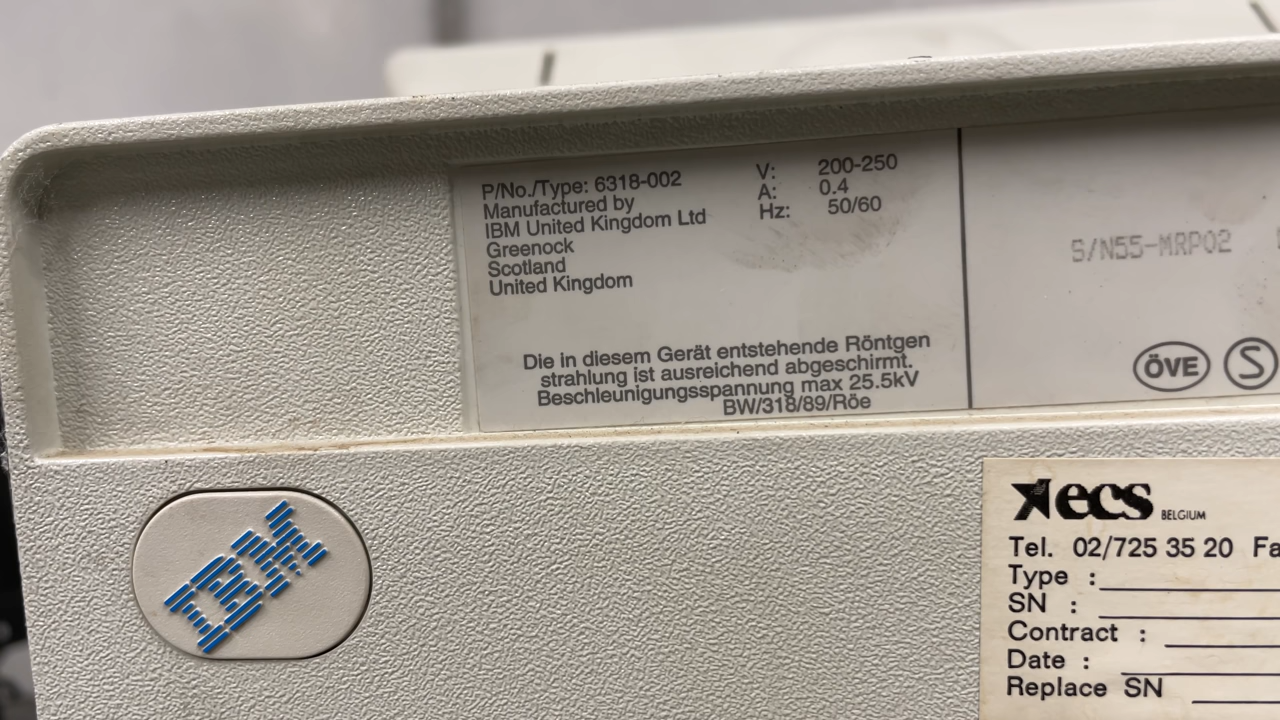 P/No./Type: 6318-002
Manufactured by
IBM United Kingdom Ltd
Greenock
Scotland
United Kingdom
V: 200-250
A: 0.4
Hz: 50/60
Die in diesem Gerät entstehende Röntgen
strahlung ist ausreichend abgeschirmt.
Beschleunigungsspannung max 25.5kV
BW/318/89/Röe
S/N55-MRP02
ÖVE
S
IBM
ecs BELGIUM
Tel. 02/725 35 20 Fa
Type :
SN :
Contract :
Date :
Replace SN